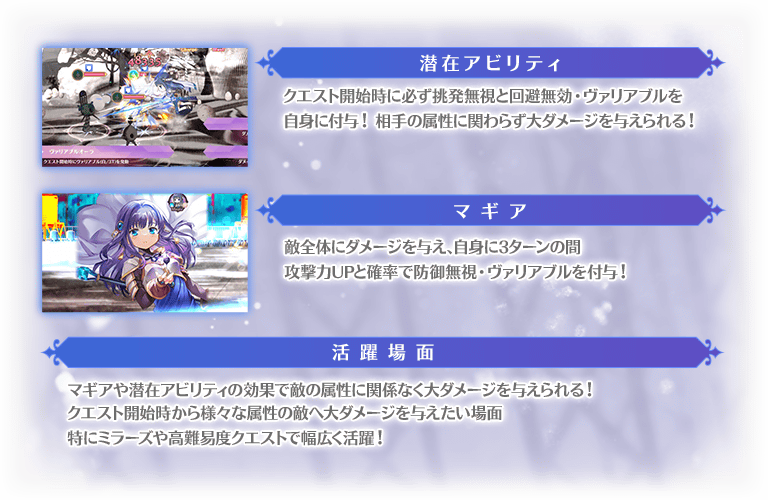 潜在アビリティ
クエスト開始時に必ず挑発無視と回避無効・ヴァリアブルを
自身に付与！ 相手の属性に関わらず大ダメージを与えられる！
ヴァリアブルオーラ
マギア
敵全体にダメージを与え、自身に3ターンの間
攻撃力UPと確率で防御無視・ヴァリアブルを付与！
活躍場面
マギアや潜在アビリティの効果で敵の属性に関係なく大ダメージを与えられる！
クエスト開始時から様々な属性の敵へ大ダメージを与えたい場面
特にミラーズや高難易度クエストで幅広く活躍！